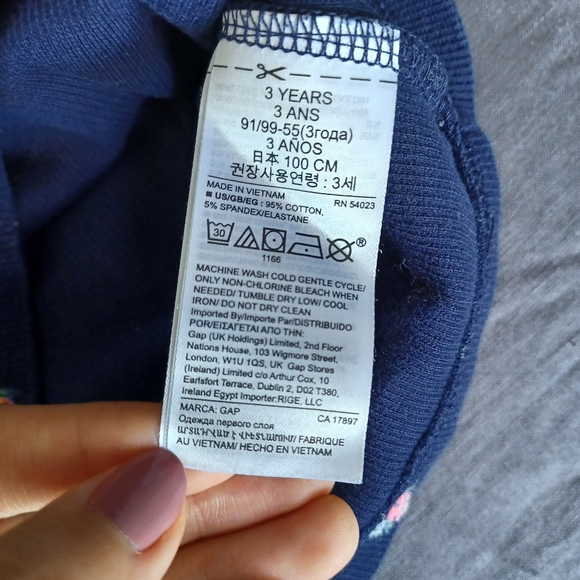 3 YEARS
3 ANS
91/99-55(3года)
3 AÑOS
日本 100 CM
권장사용연령 : 3세
MADE IN VIETNAM RN 54023
■ US/GB/EG : 95% COTTON,
5% SPANDEX/ELASTANE
30 ®
1166
MACHINE WASH COLD GENTLE CYCLE/
ONLY NON-CHLORINE BLEACH WHEN
NEEDED/ TUMBLE DRY LOW/ COOL
IRON/ DO NOT DRY CLEAN
Imported By/Importe Par/DISTRIBUIDO
POR/ΕΙΣΑΓΕΤΑΙ ΑΠΟ ΤΗΝ:
Gap (UK Holdings) Limited, 2nd Floor
Nations House, 103 Wigmore Street,
London, W1U 1QS, UK Gap Stores
(Ireland) Limited c/o Arthur Cox, 10
Earlsfort Terrace, Dublin 2, D02 T380,
Ireland Egypt Importer:RIGE, LLC
MARCA: GAP CA 17897
Одежда первого слоя
ԱՐՏԱԴՐՎԱԾ Է ՎԻԵՏՆԱՄՈՒՄ/ FABRIQUE
AU VIETNAM/ HECHO EN VIETNAM